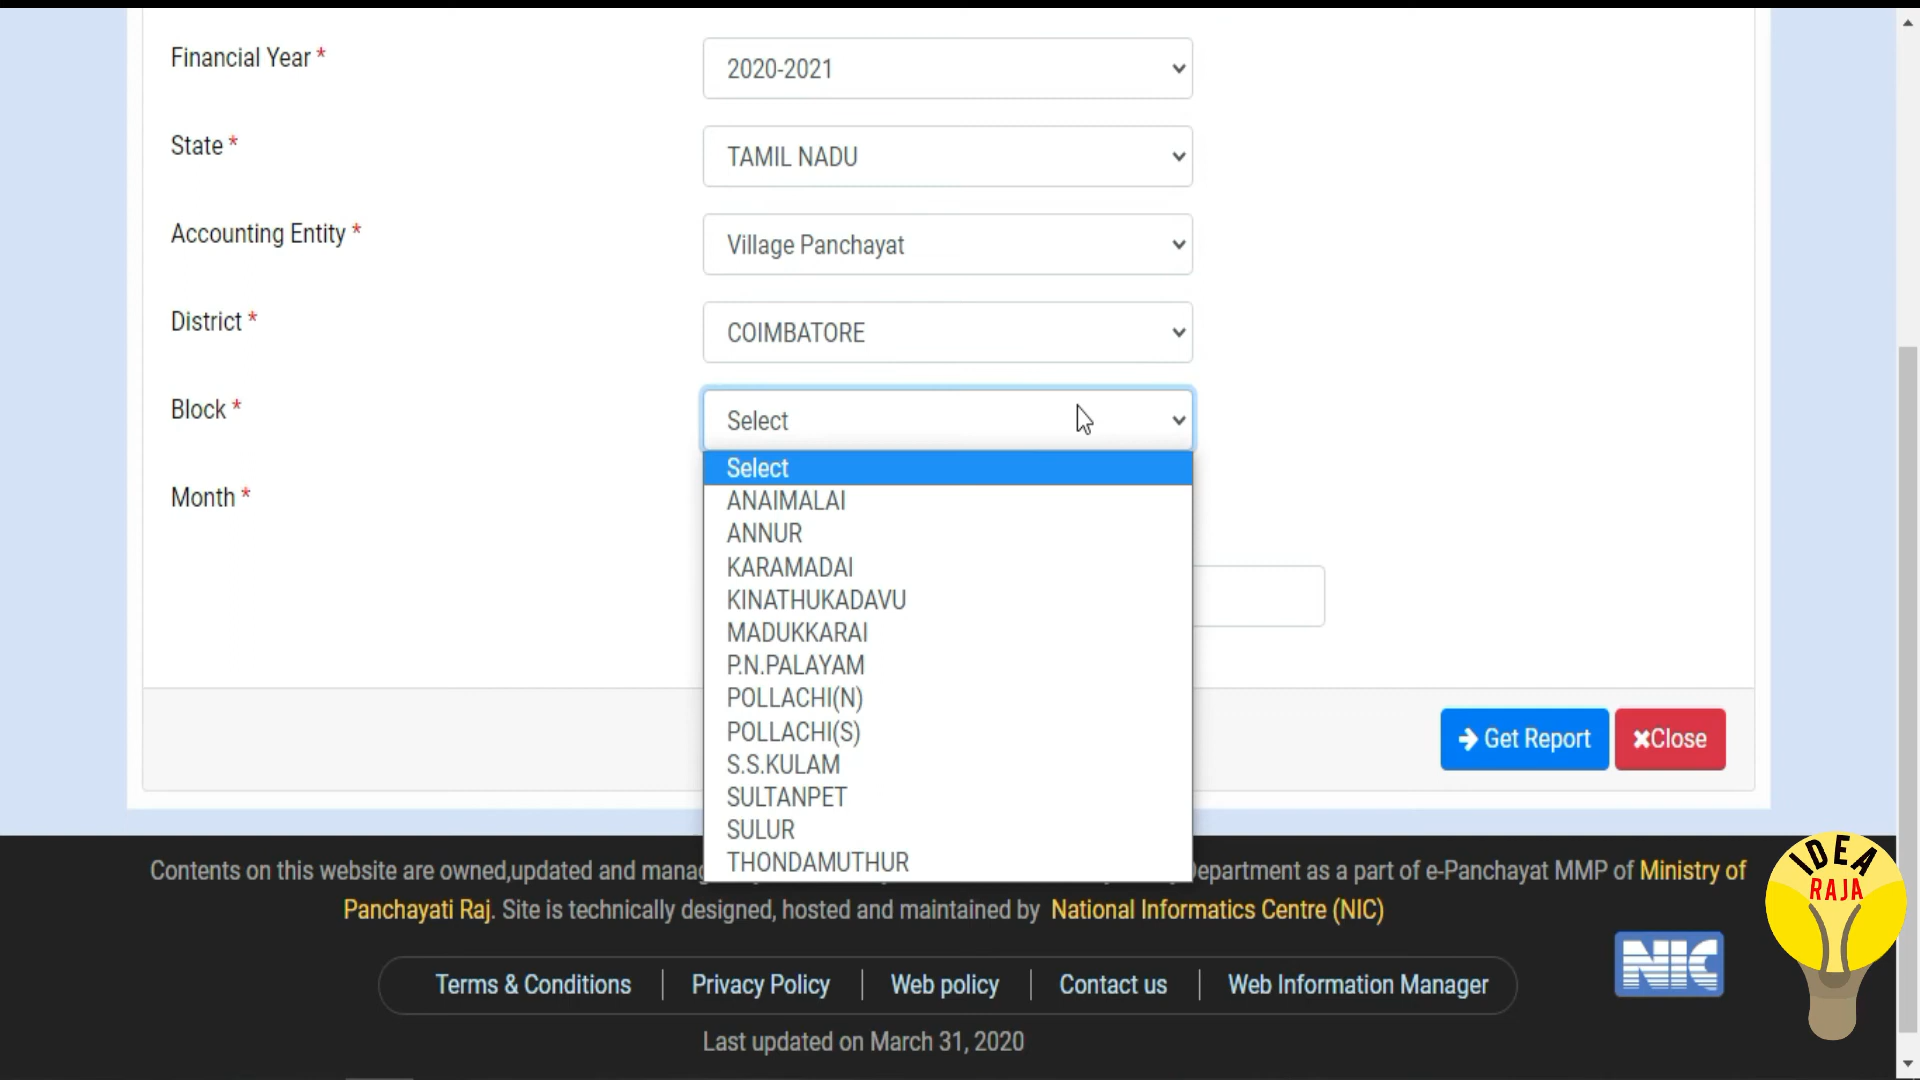 Financial Year *
2020-2021
State *
TAMIL NADU
Accounting Entity *
Village Panchayat
District *
COIMBATORE
Block *
Select
Select
ANAIMALAI
ANNUR
KARAMADAI
KINATHUKADAVU
MADUKKARAI
P.N.PALAYAM
POLLACHI(N)
POLLACHI(S)
S.S.KULAM
SULTANPET
SULUR
THONDAMUTHUR
Month *
Get Report
Close
Contents on this website are owned,updated and as a part of e-Panchayat MMP of Ministry of
Panchayati Raj. Site is technically designed, hosted and maintained by National Informatics Centre (NIC)
NIC
IDEA
RAJA
Terms & Conditions | Privacy Policy | Web policy | Contact us | Web Information Manager
Last updated on March 31, 2020